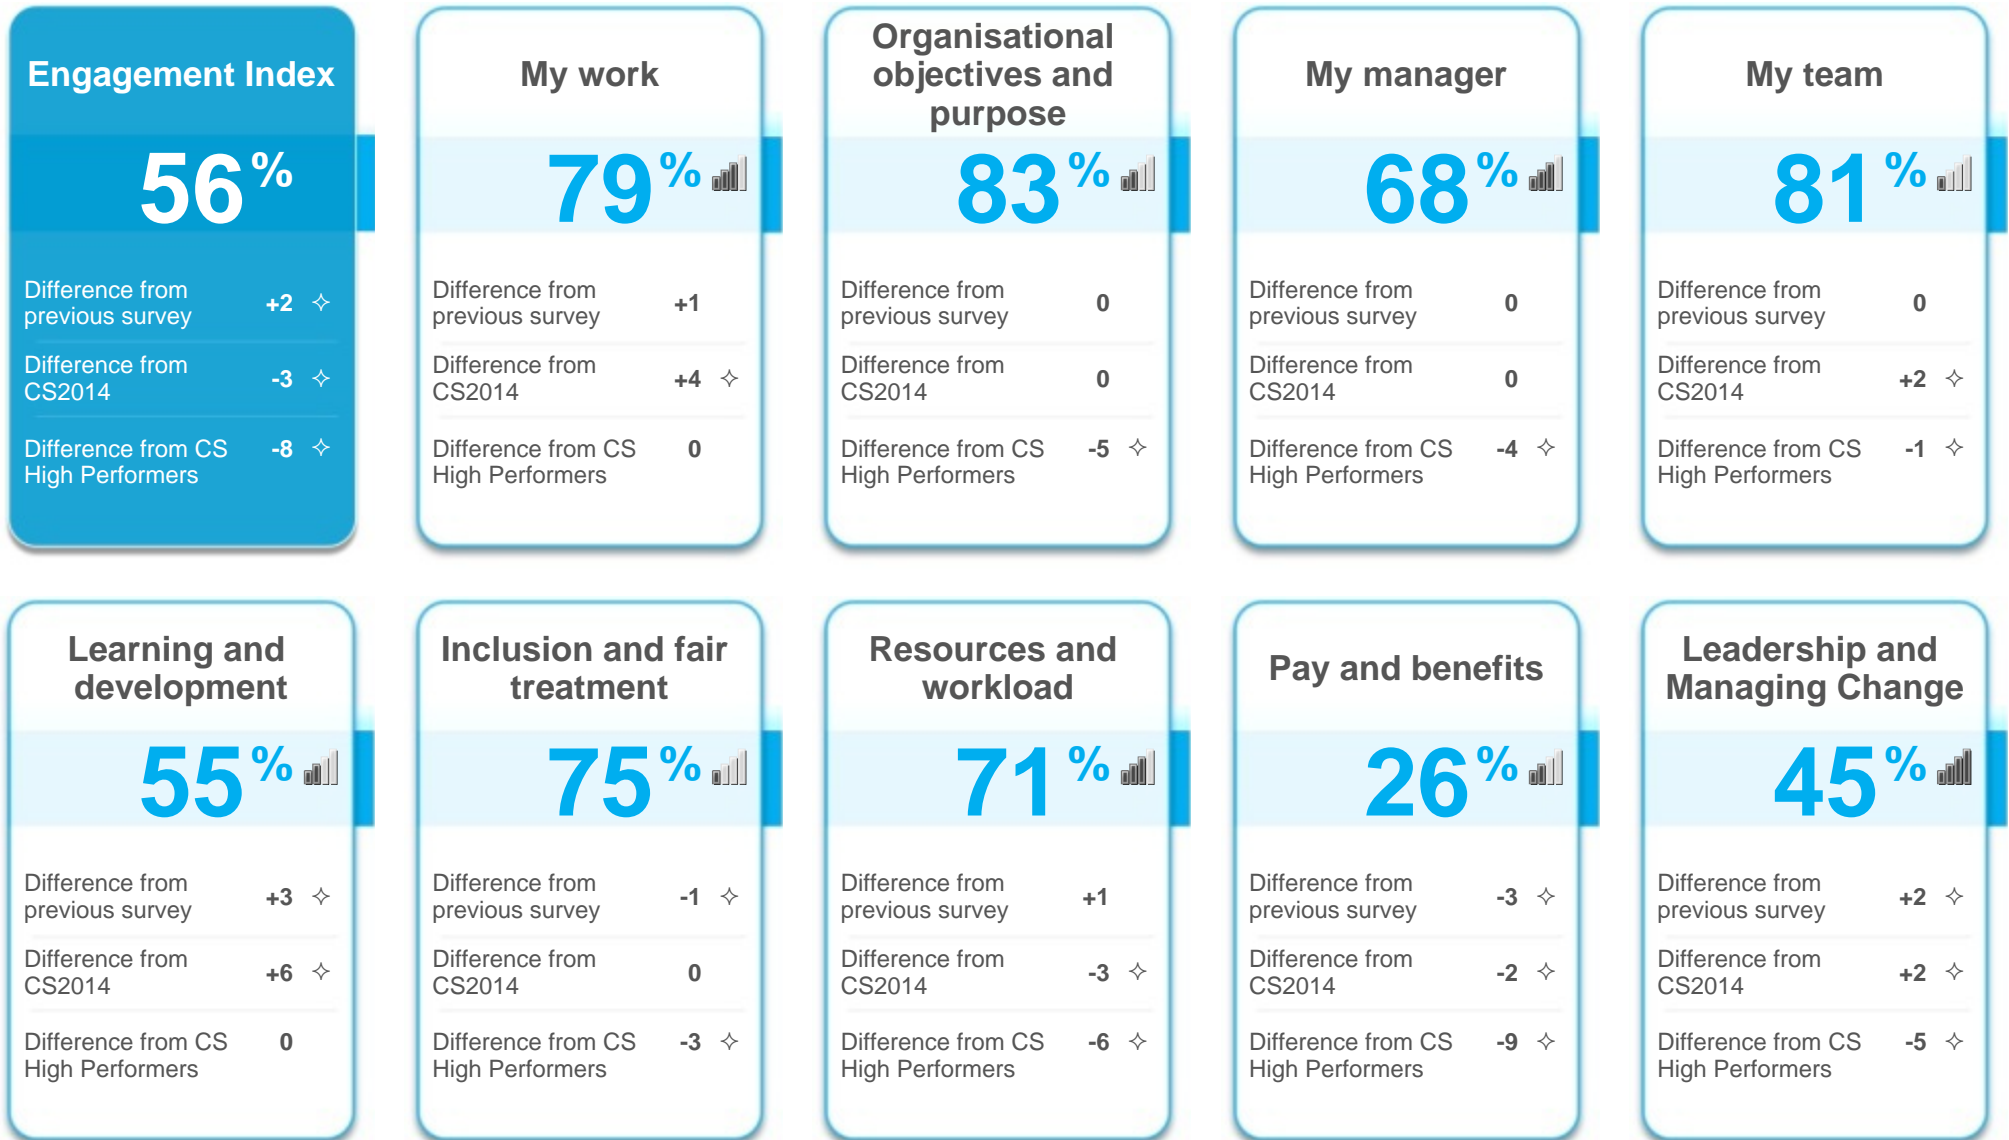 Engagement Index
56%
Difference from
previous survey +2 ✧
Difference from
CS2014 -3 ✧
Difference from CS
High Performers -8 ✧
My work
79%
Difference from
previous survey +1
Difference from
CS2014 +4 ✧
Difference from CS
High Performers 0
Organisational
objectives and
purpose
83%
Difference from
previous survey 0
Difference from
CS2014 0
Difference from CS
High Performers -5 ✧
My manager
68%
Difference from
previous survey 0
Difference from
CS2014 0
Difference from CS
High Performers -4 ✧
My team
81%
Difference from
previous survey 0
Difference from
CS2014 +2 ✧
Difference from CS
High Performers -1 ✧
Learning and
development
55%
Difference from
previous survey +3 ✧
Difference from
CS2014 +6 ✧
Difference from CS
High Performers 0
Inclusion and fair
treatment
75%
Difference from
previous survey -1 ✧
Difference from
CS2014 0
Difference from CS
High Performers -3 ✧
Resources and
workload
71%
Difference from
previous survey +1
Difference from
CS2014 -3 ✧
Difference from CS
High Performers -6 ✧
Pay and benefits
26%
Difference from
previous survey -3 ✧
Difference from
CS2014 -2 ✧
Difference from CS
High Performers -9 ✧
Leadership and
Managing Change
45%
Difference from
previous survey +2 ✧
Difference from
CS2014 +2 ✧
Difference from CS
High Performers -5 ✧